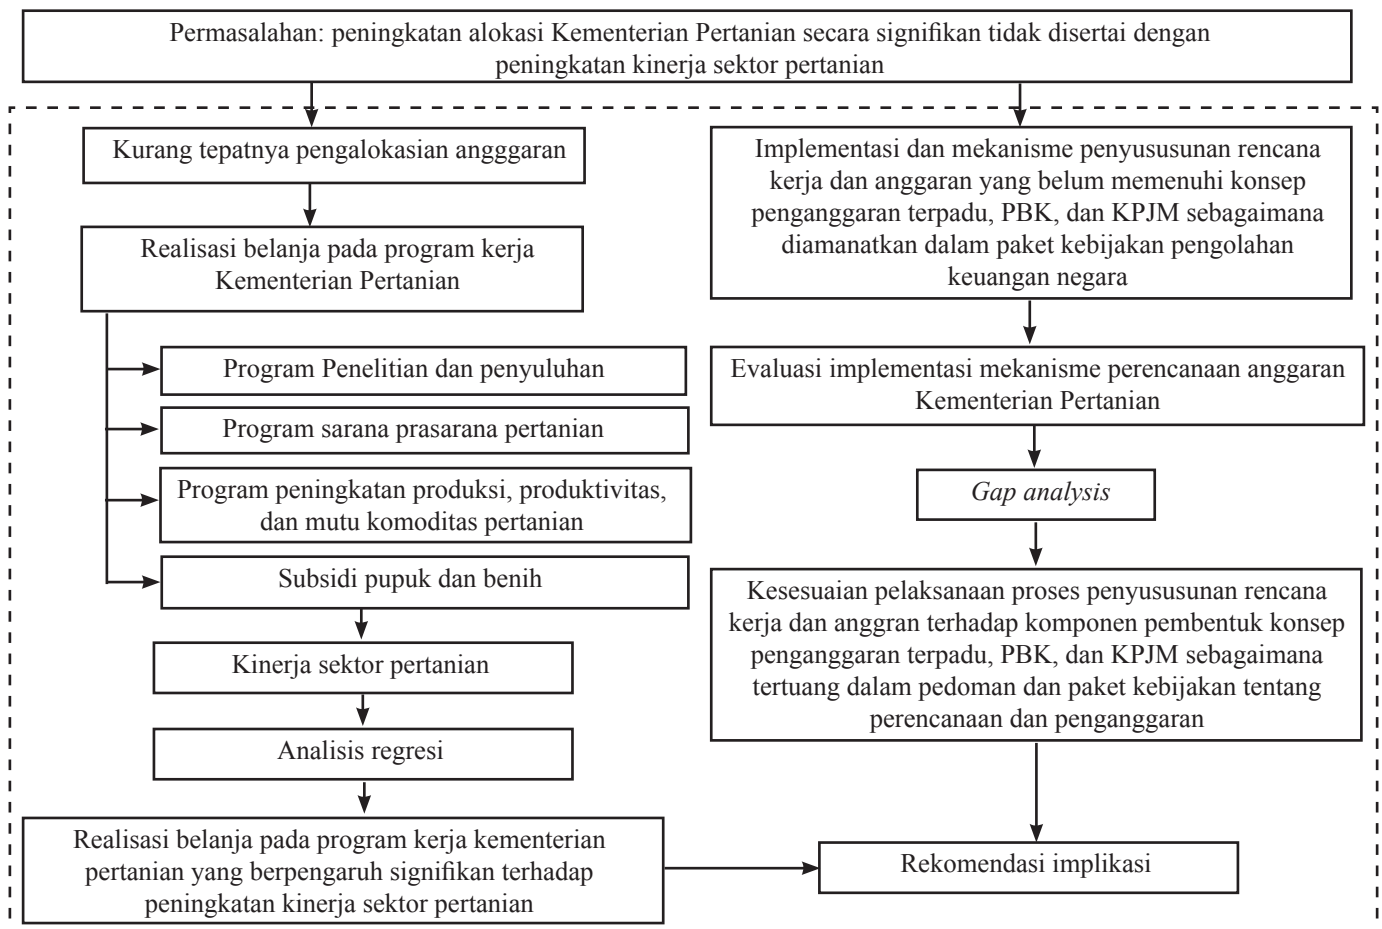 Permasalahan: peningkatan alokasi Kementerian Pertanian secara signifikan tidak disertai dengan
peningkatan kinerja sektor pertanian
Kurang tepatnya pengalokasian angggaran
Realisasi belanja pada program kerja
Kementerian Pertanian
Program Penelitian dan penyuluhan
Program sarana prasarana pertanian
Program peningkatan produksi, produktivitas,
dan mutu komoditas pertanian
Subsidi pupuk dan benih
Kinerja sektor pertanian
Analisis regresi
Realisasi belanja pada program kerja kementerian
pertanian yang berpengaruh signifikan terhadap
peningkatan kinerja sektor pertanian
Implementasi dan mekanisme penyususunan rencana
kerja dan anggaran yang belum memenuhi konsep
penganggaran terpadu, PBK, dan KPJM sebagaimana
diamanatkan dalam paket kebijakan pengolahan
keuangan negara
Evaluasi implementasi mekanisme perencanaan anggaran
Kementerian Pertanian
Gap analysis
Kesesuaian pelaksanaan proses penyususunan rencana
kerja dan anggran terhadap komponen pembentuk konsep
penganggaran terpadu, PBK, dan KPJM sebagaimana
tertuang dalam pedoman dan paket kebijakan tentang
perencanaan dan penganggaran
Rekomendasi implikasi